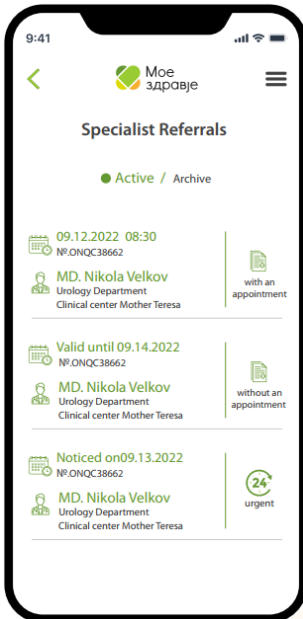 9:41
Мое
здравје
Specialist Referrals
Active / Archive
09.12.2022 08:30
№.ONQC38662
MD. Nikola Velkov
Urology Department
Clinical center Mother Teresa
with an
appointment
Valid until 09.14.2022
№.ONQC38662
MD. Nikola Velkov
Urology Department
Clinical center Mother Teresa
without an
appointment
Noticed on09.13.2022
№.ONQC38662
MD. Nikola Velkov
Urology Department
Clinical center Mother Teresa
24
urgent